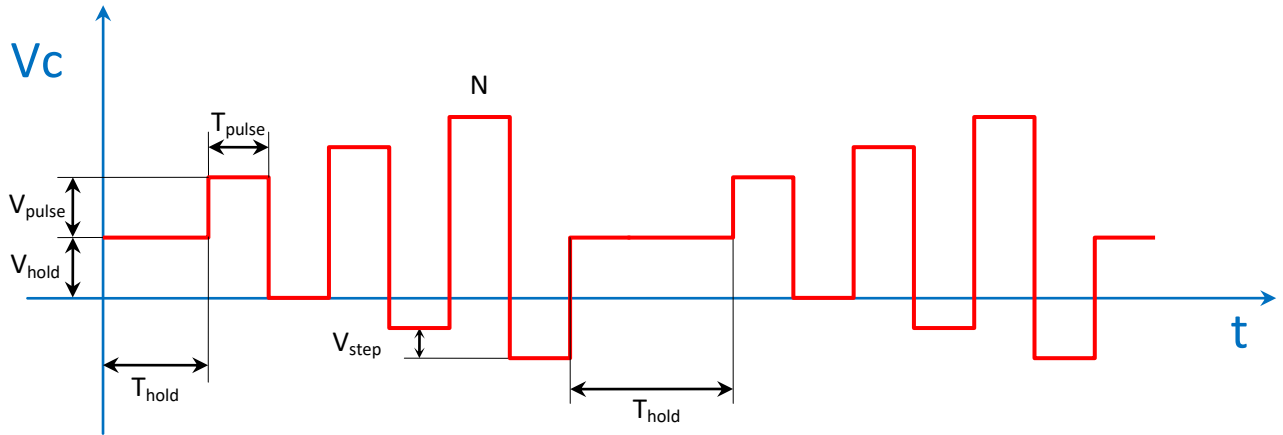 Vc
N
Tpulse
Vpulse
Vhold
Vstep
t
Thold
Thold